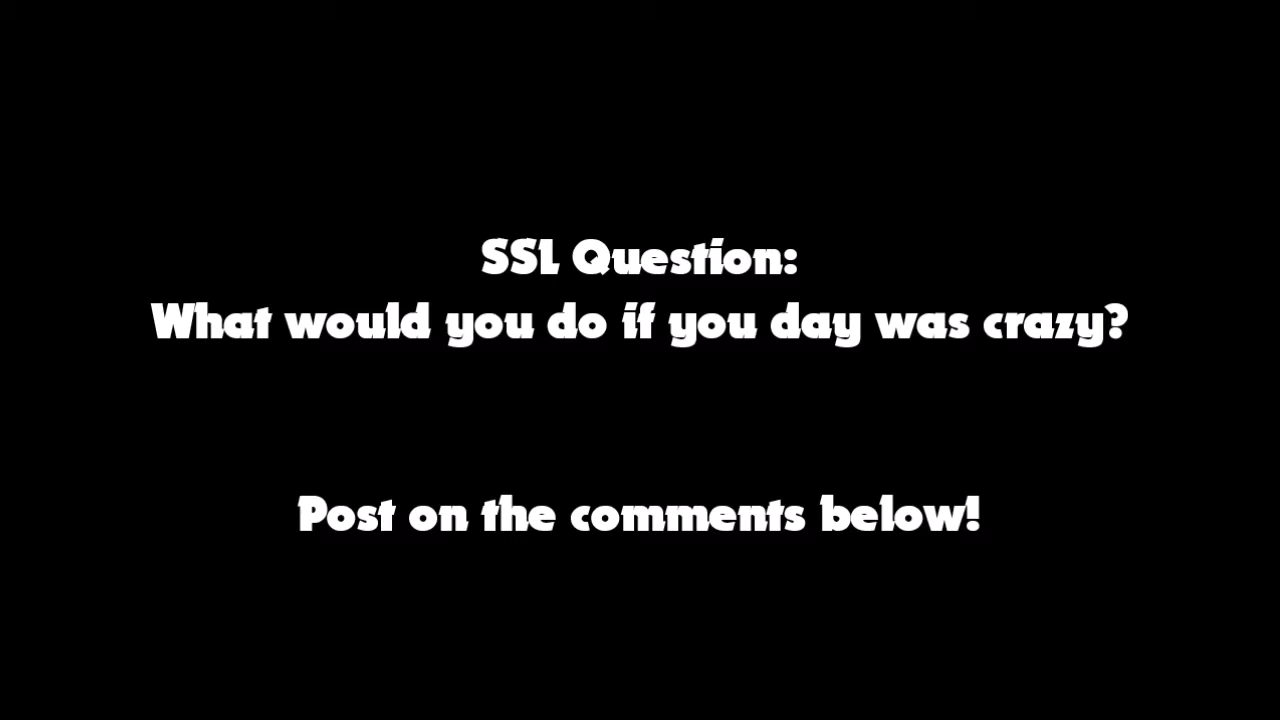 SSL Question:
What would you do if you day was crazy?
Post on the comments below!